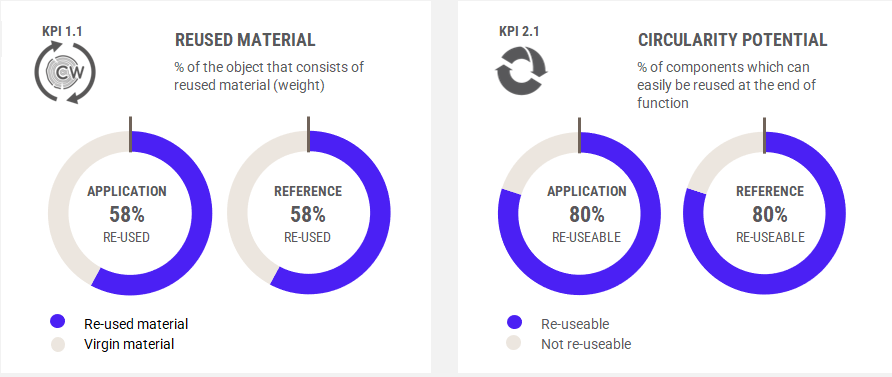 KPI 1.1
CW
REUSED MATERIAL
% of the object that consists of
reused material (weight)
APPLICATION
58%
RE-USED
REFERENCE
58%
RE-USED
Re-used material
Virgin material
KPI 2.1
CIRCULARITY POTENTIAL
% of components which can
easily be reused at the end of
function
APPLICATION
80%
RE-USEABLE
REFERENCE
80%
RE-USEABLE
Re-useable
Not re-useable